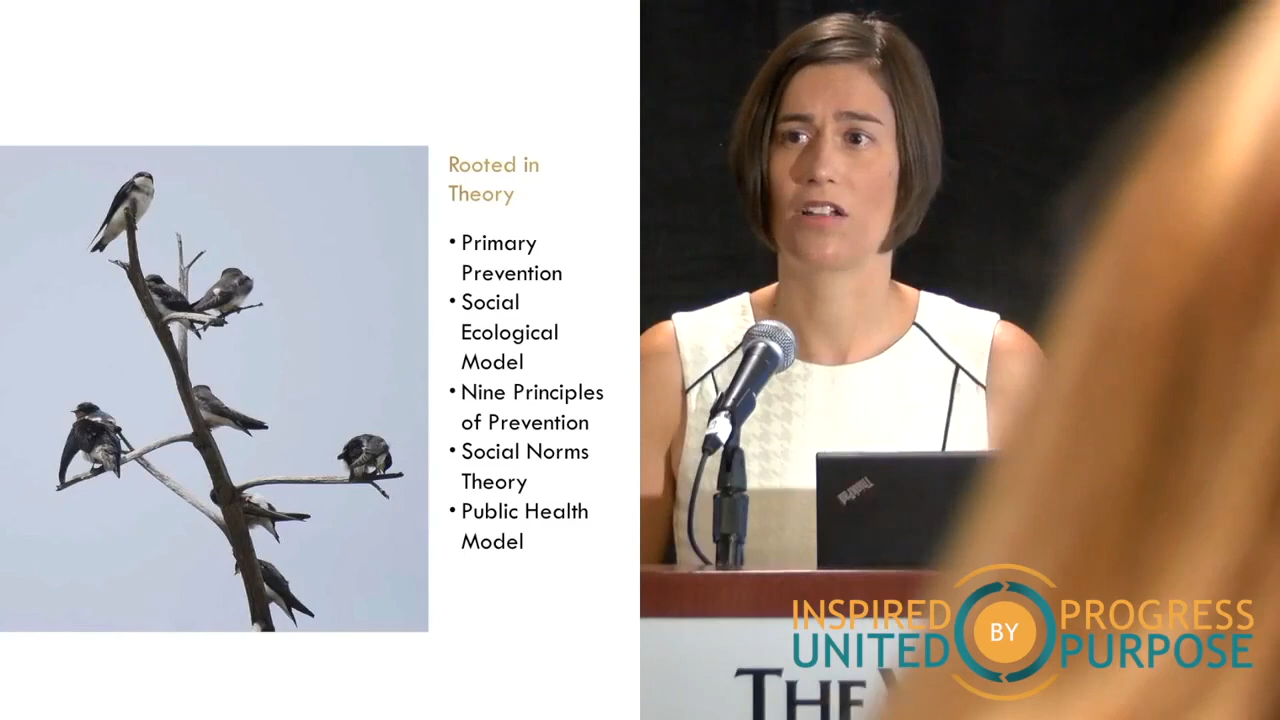 Rooted in
Theory
• Primary
Prevention
• Social
Ecological
Model
• Nine Principles
of Prevention
• Social Norms
Theory
• Public Health
Model
ThinkPad
INSPIRED BY PROGRESS
UNITED PURPOSE
THE